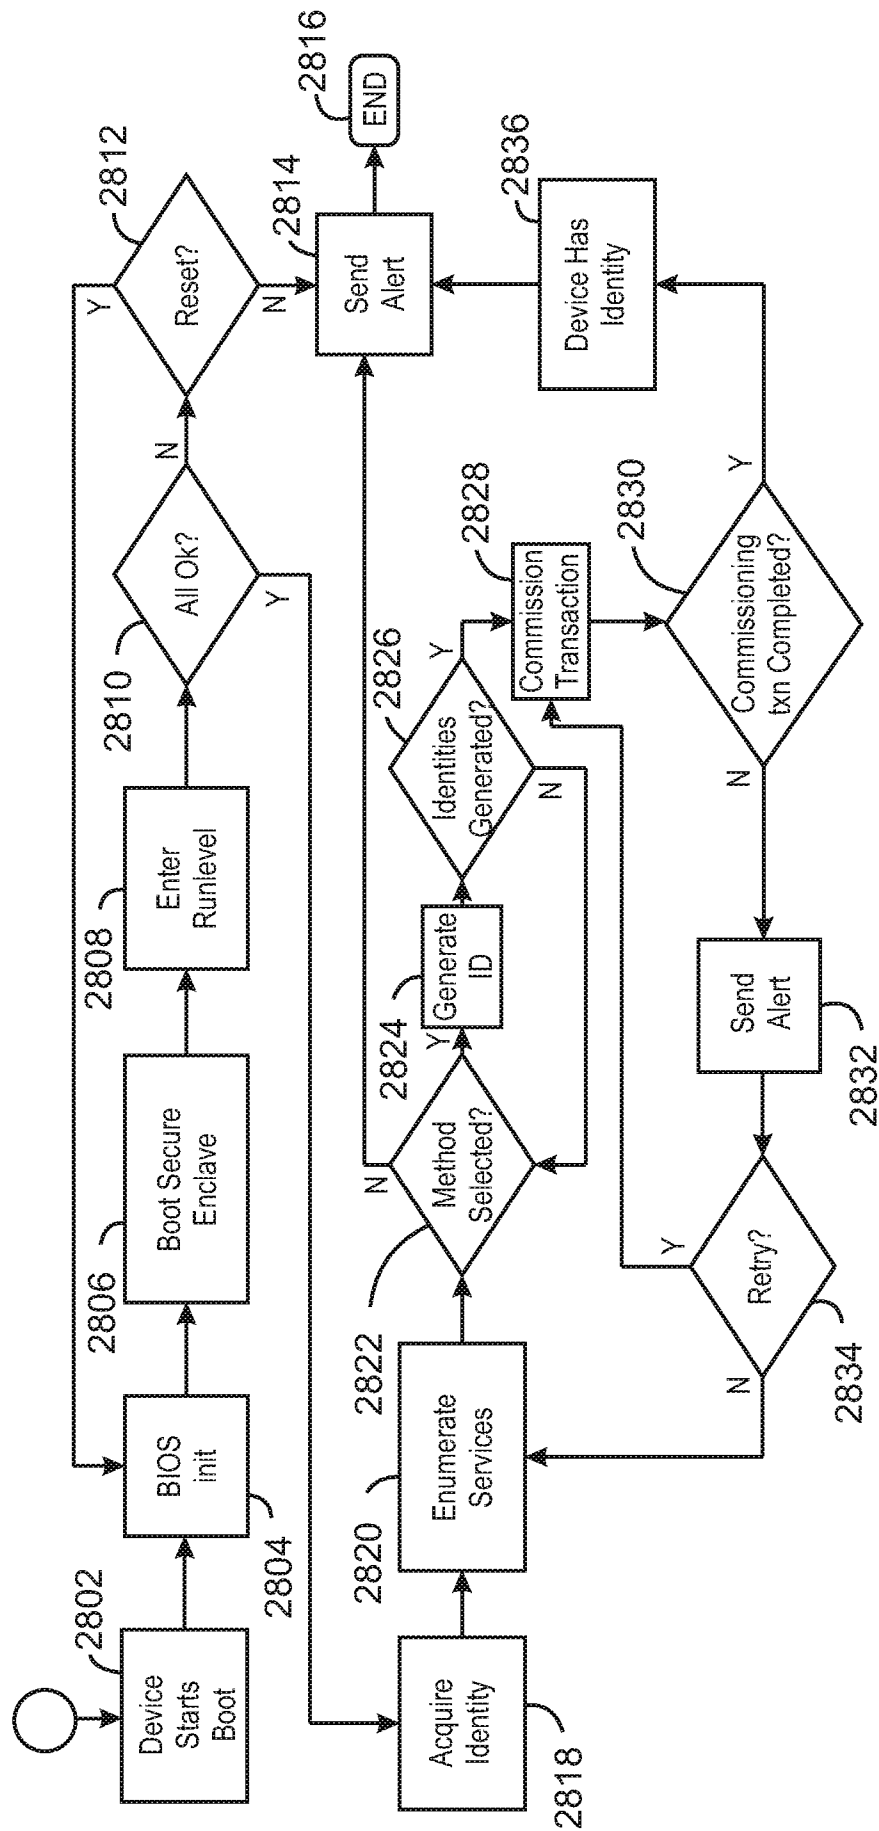 2802
Device
Starts
Boot
2804
BIOS
init
2806
Boot Secure
Enclave
2808
Enter
Runlevel
2810
All Ok?
N
Y
2812
Reset?
Y
N
2814
Send
Alert
2816
END
2818
Acquire
Identity
2820
Enumerate
Services
2822
Method
Selected?
N
Y
2824
Generate
ID
2826
Identities
Generated?
Y
N
2828
Commission
Transaction
2830
Commissioning
txn Completed?
Y
N
2832
Send
Alert
2834
Retry?
Y
N
2836
Device Has
Identity